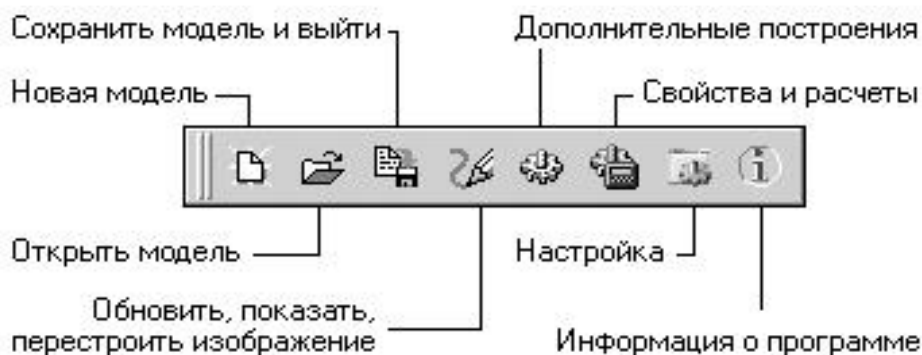 Сохранить модель и выйти
Дополнительные построения
Новая модель
Свойства и расчеты
Открыть модель
Настройка
Обновить, показать,
перестроить изображение
Информация о программе